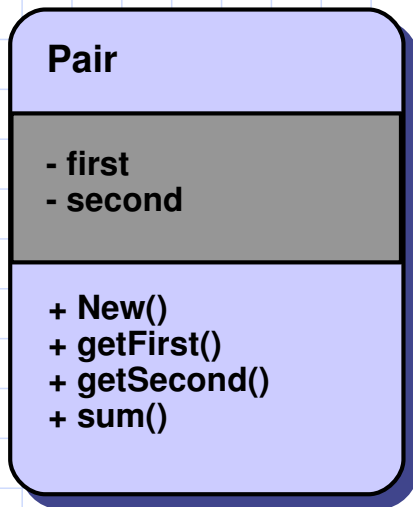 Pair
- first
- second
+ New()
+ getFirst()
+ getSecond()
+ sum()